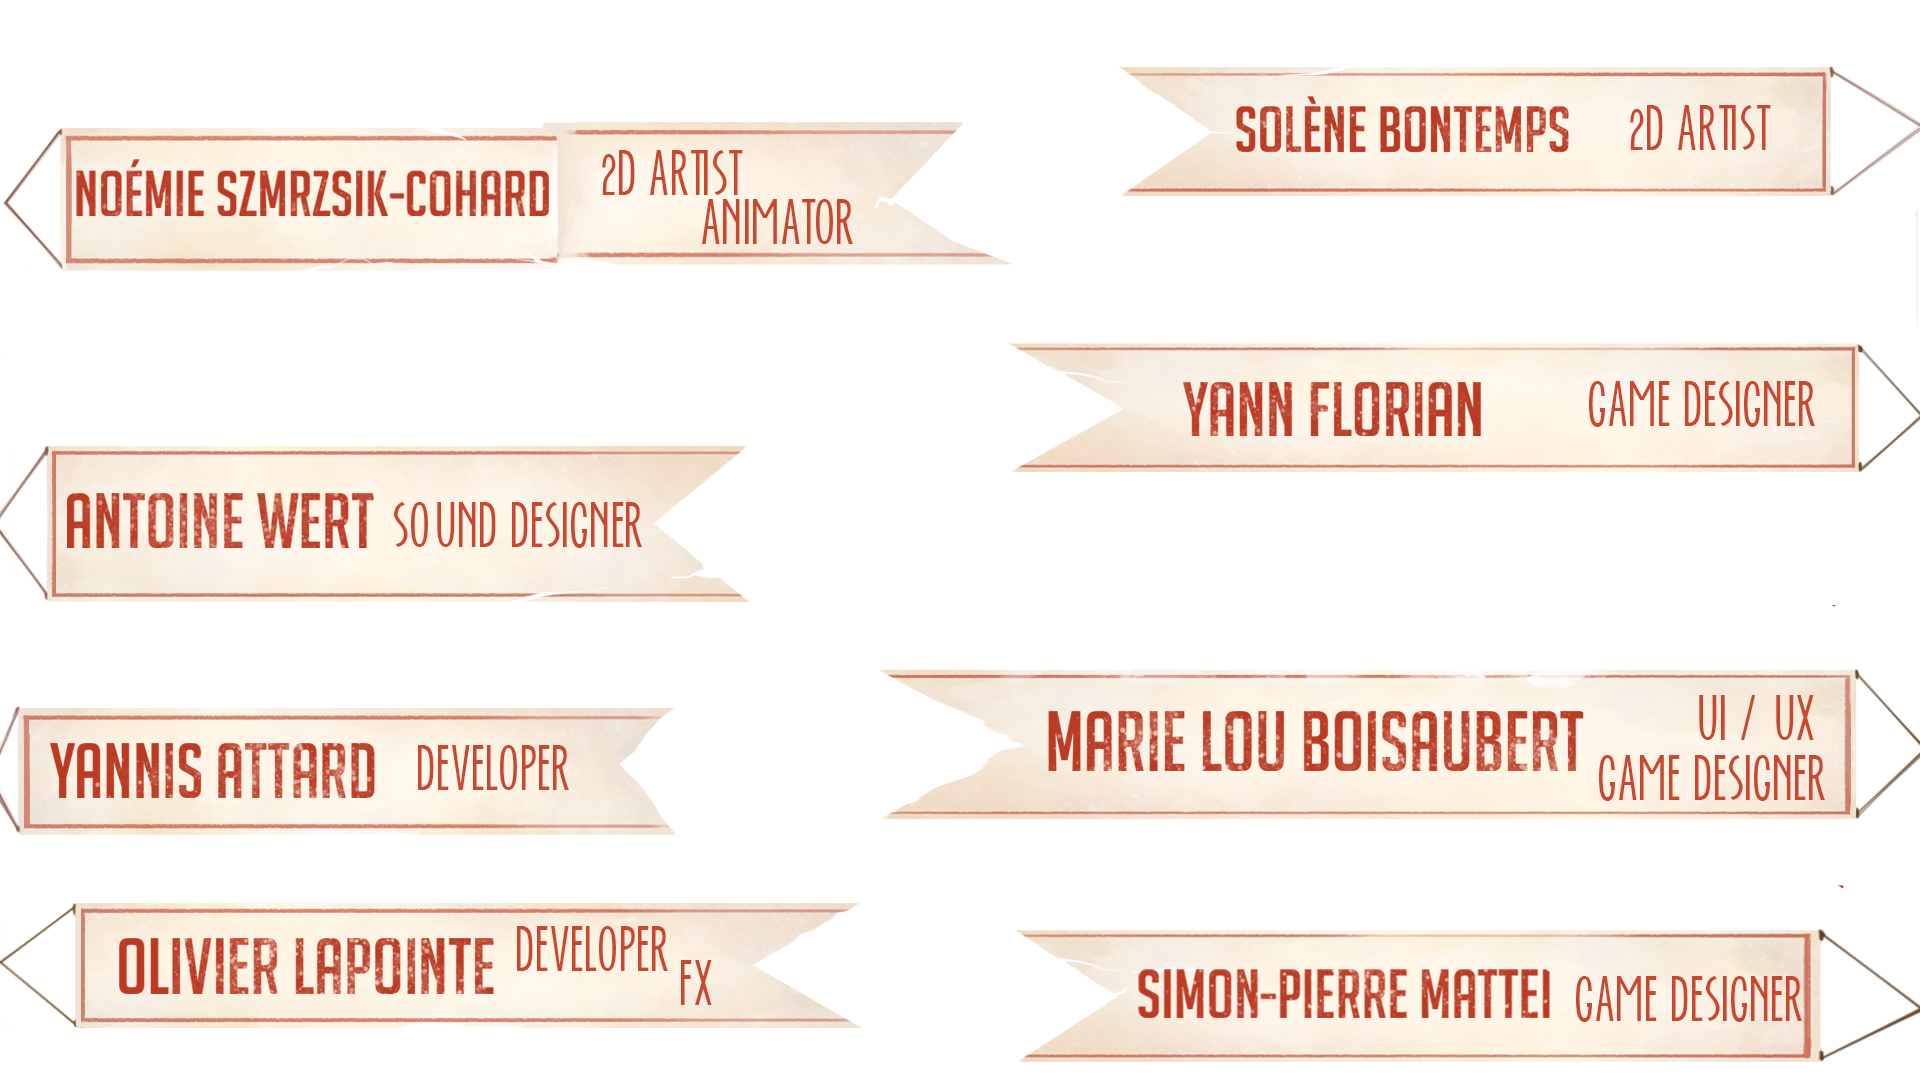 NOÉMIE SZMRZSIK-COHARD 2D ARTIST
ANIMATOR
ANTOINE WERT SOUND DESIGNER
YANNIS ATTARD DEVELOPER
OLIVIER LAPOINTE DEVELOPER
FX
SOLÈNE BONTEMPS 2D ARTIST
YANN FLORIAN GAME DESIGNER
MARIE LOU BOISAUBERT UI / UX
GAME DESIGNER
SIMON-PIERRE MATTEI GAME DESIGNER